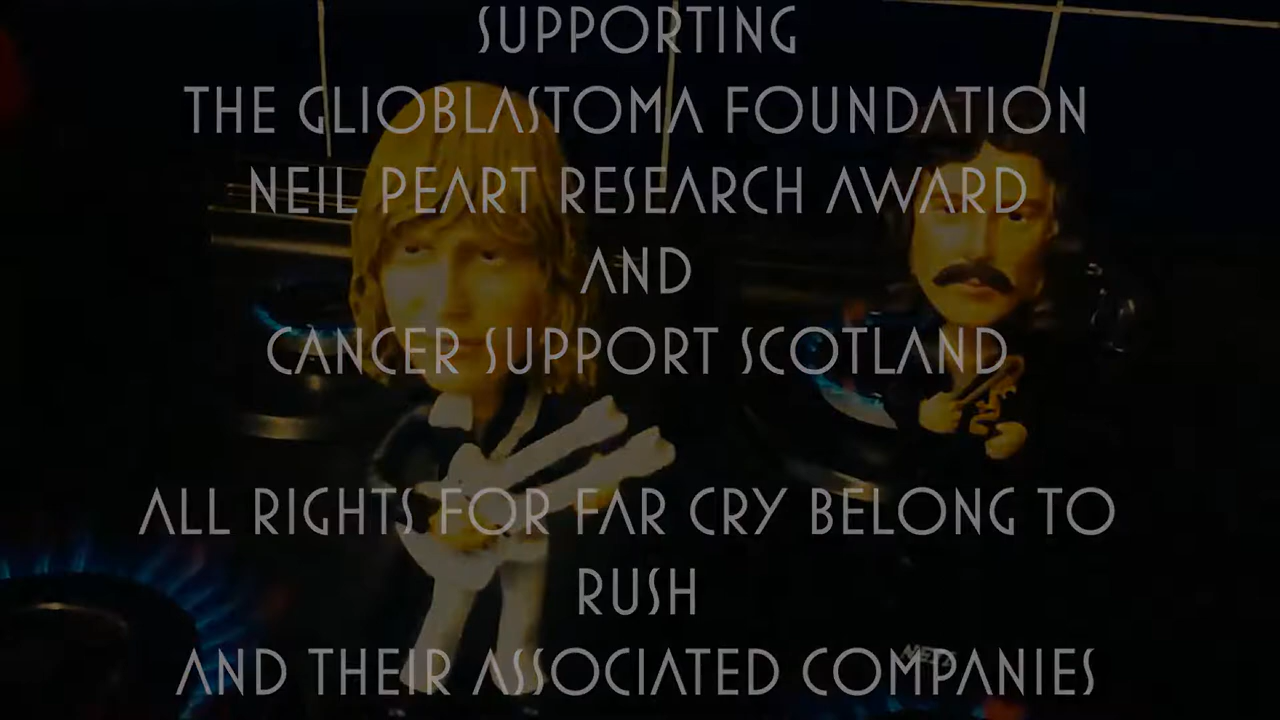 SUPPORTING
THE GLIOBLASTOMA FOUNDATION
NEIL PEART RESEARCH AWARD
AND
CANCER SUPPORT SCOTLAND
ALL RIGHTS FOR FAR CRY BELONG TO
RUSH
AND THEIR ASSOCIATED COMPANIES